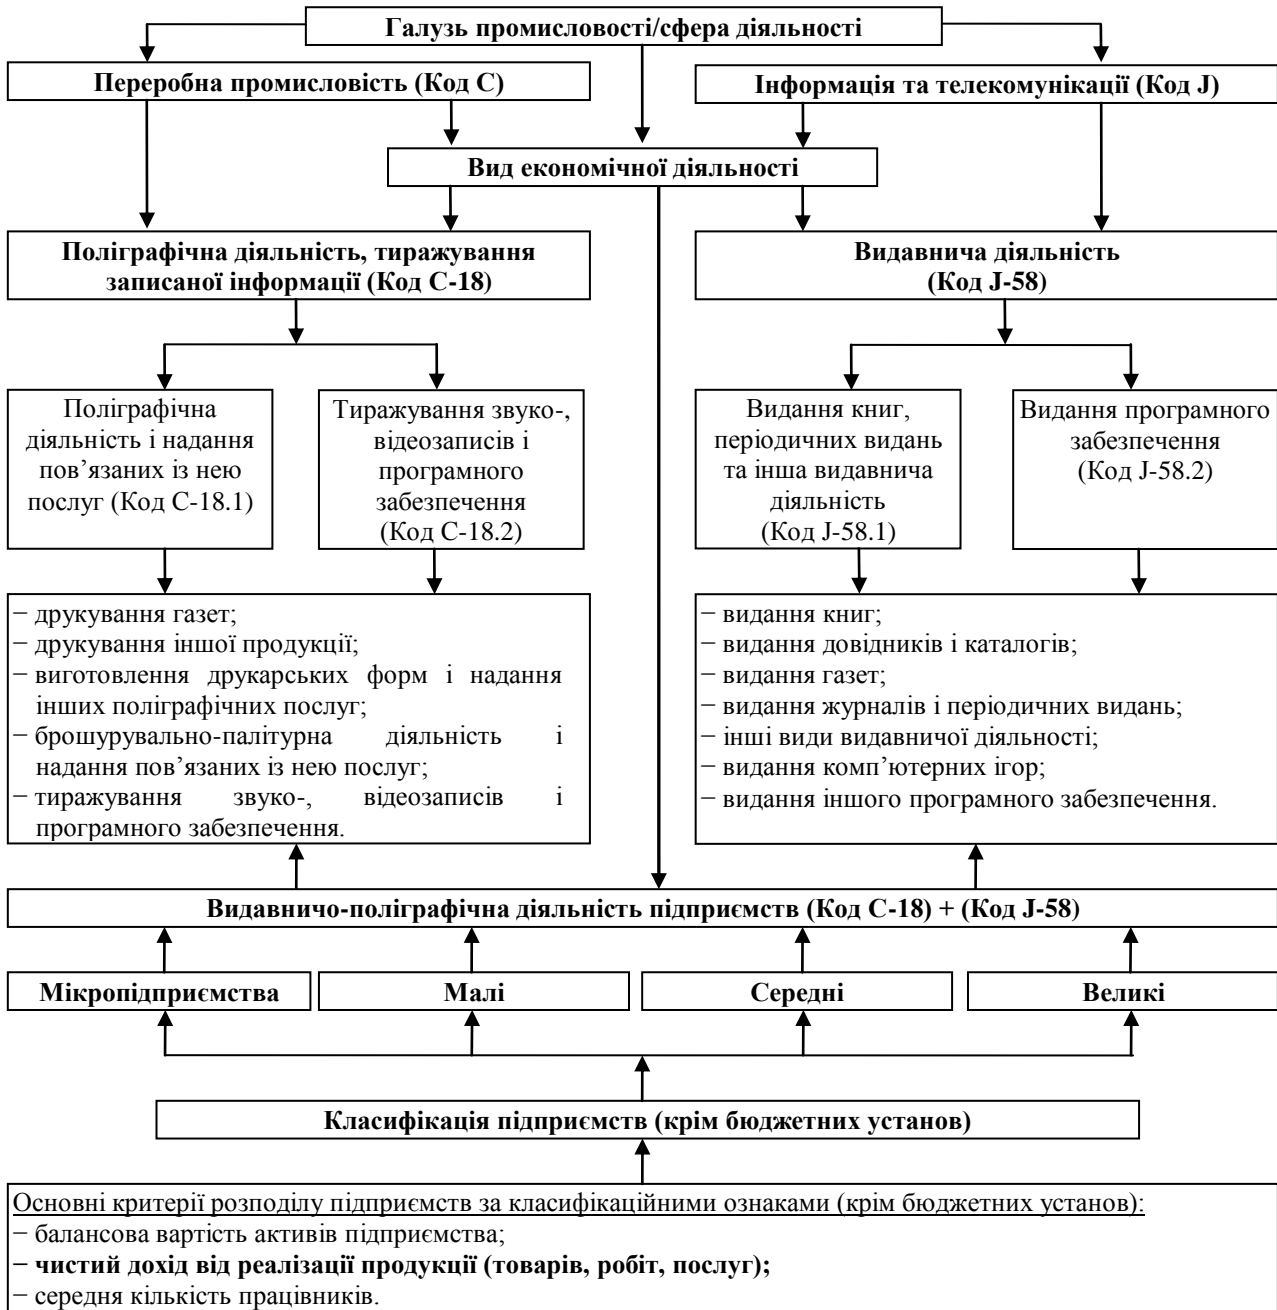 Галузь промисловості/сфера діяльності
Переробна промисловість (Код С)
Інформація та телекомунікації (Код J)
Вид економічної діяльності
Поліграфічна діяльність, тиражування
записаної інформації (Код С-18)
Видавнича діяльність
(Код J-58)
Поліграфічна
діяльність і надання
пов’язаних із нею
послуг (Код С-18.1)
Тиражування звуко-,
відеозаписів і
програмного
забезпечення
(Код С-18.2)
Видання книг,
періодичних видань
та інша видавнича
діяльність
(Код J-58.1)
Видання програмного
забезпечення
(Код J-58.2)
− друкування газет;
− друкування іншої продукції;
− виготовлення друкарських форм і надання
інших поліграфічних послуг;
− брошурувально-палітурна діяльність і
надання пов’язаних із нею послуг;
− тиражування звуко-, відеозаписів і
програмного забезпечення.
− видання книг;
− видання довідників і каталогів;
− видання газет;
− видання журналів і періодичних видань;
− інші види видавничої діяльності;
− видання комп’ютерних ігор;
− видання іншого програмного забезпечення.
Видавничо-поліграфічна діяльність підприємств (Код С-18) + (Код J-58)
Мікропідприємства
Малі
Середні
Великі
Класифікація підприємств (крім бюджетних установ)
Основні критерії розподілу підприємств за класифікаційними ознаками (крім бюджетних установ):
− балансова вартість активів підприємства;
− чистий дохід від реалізації продукції (товарів, робіт, послуг);
− середня кількість працівників.